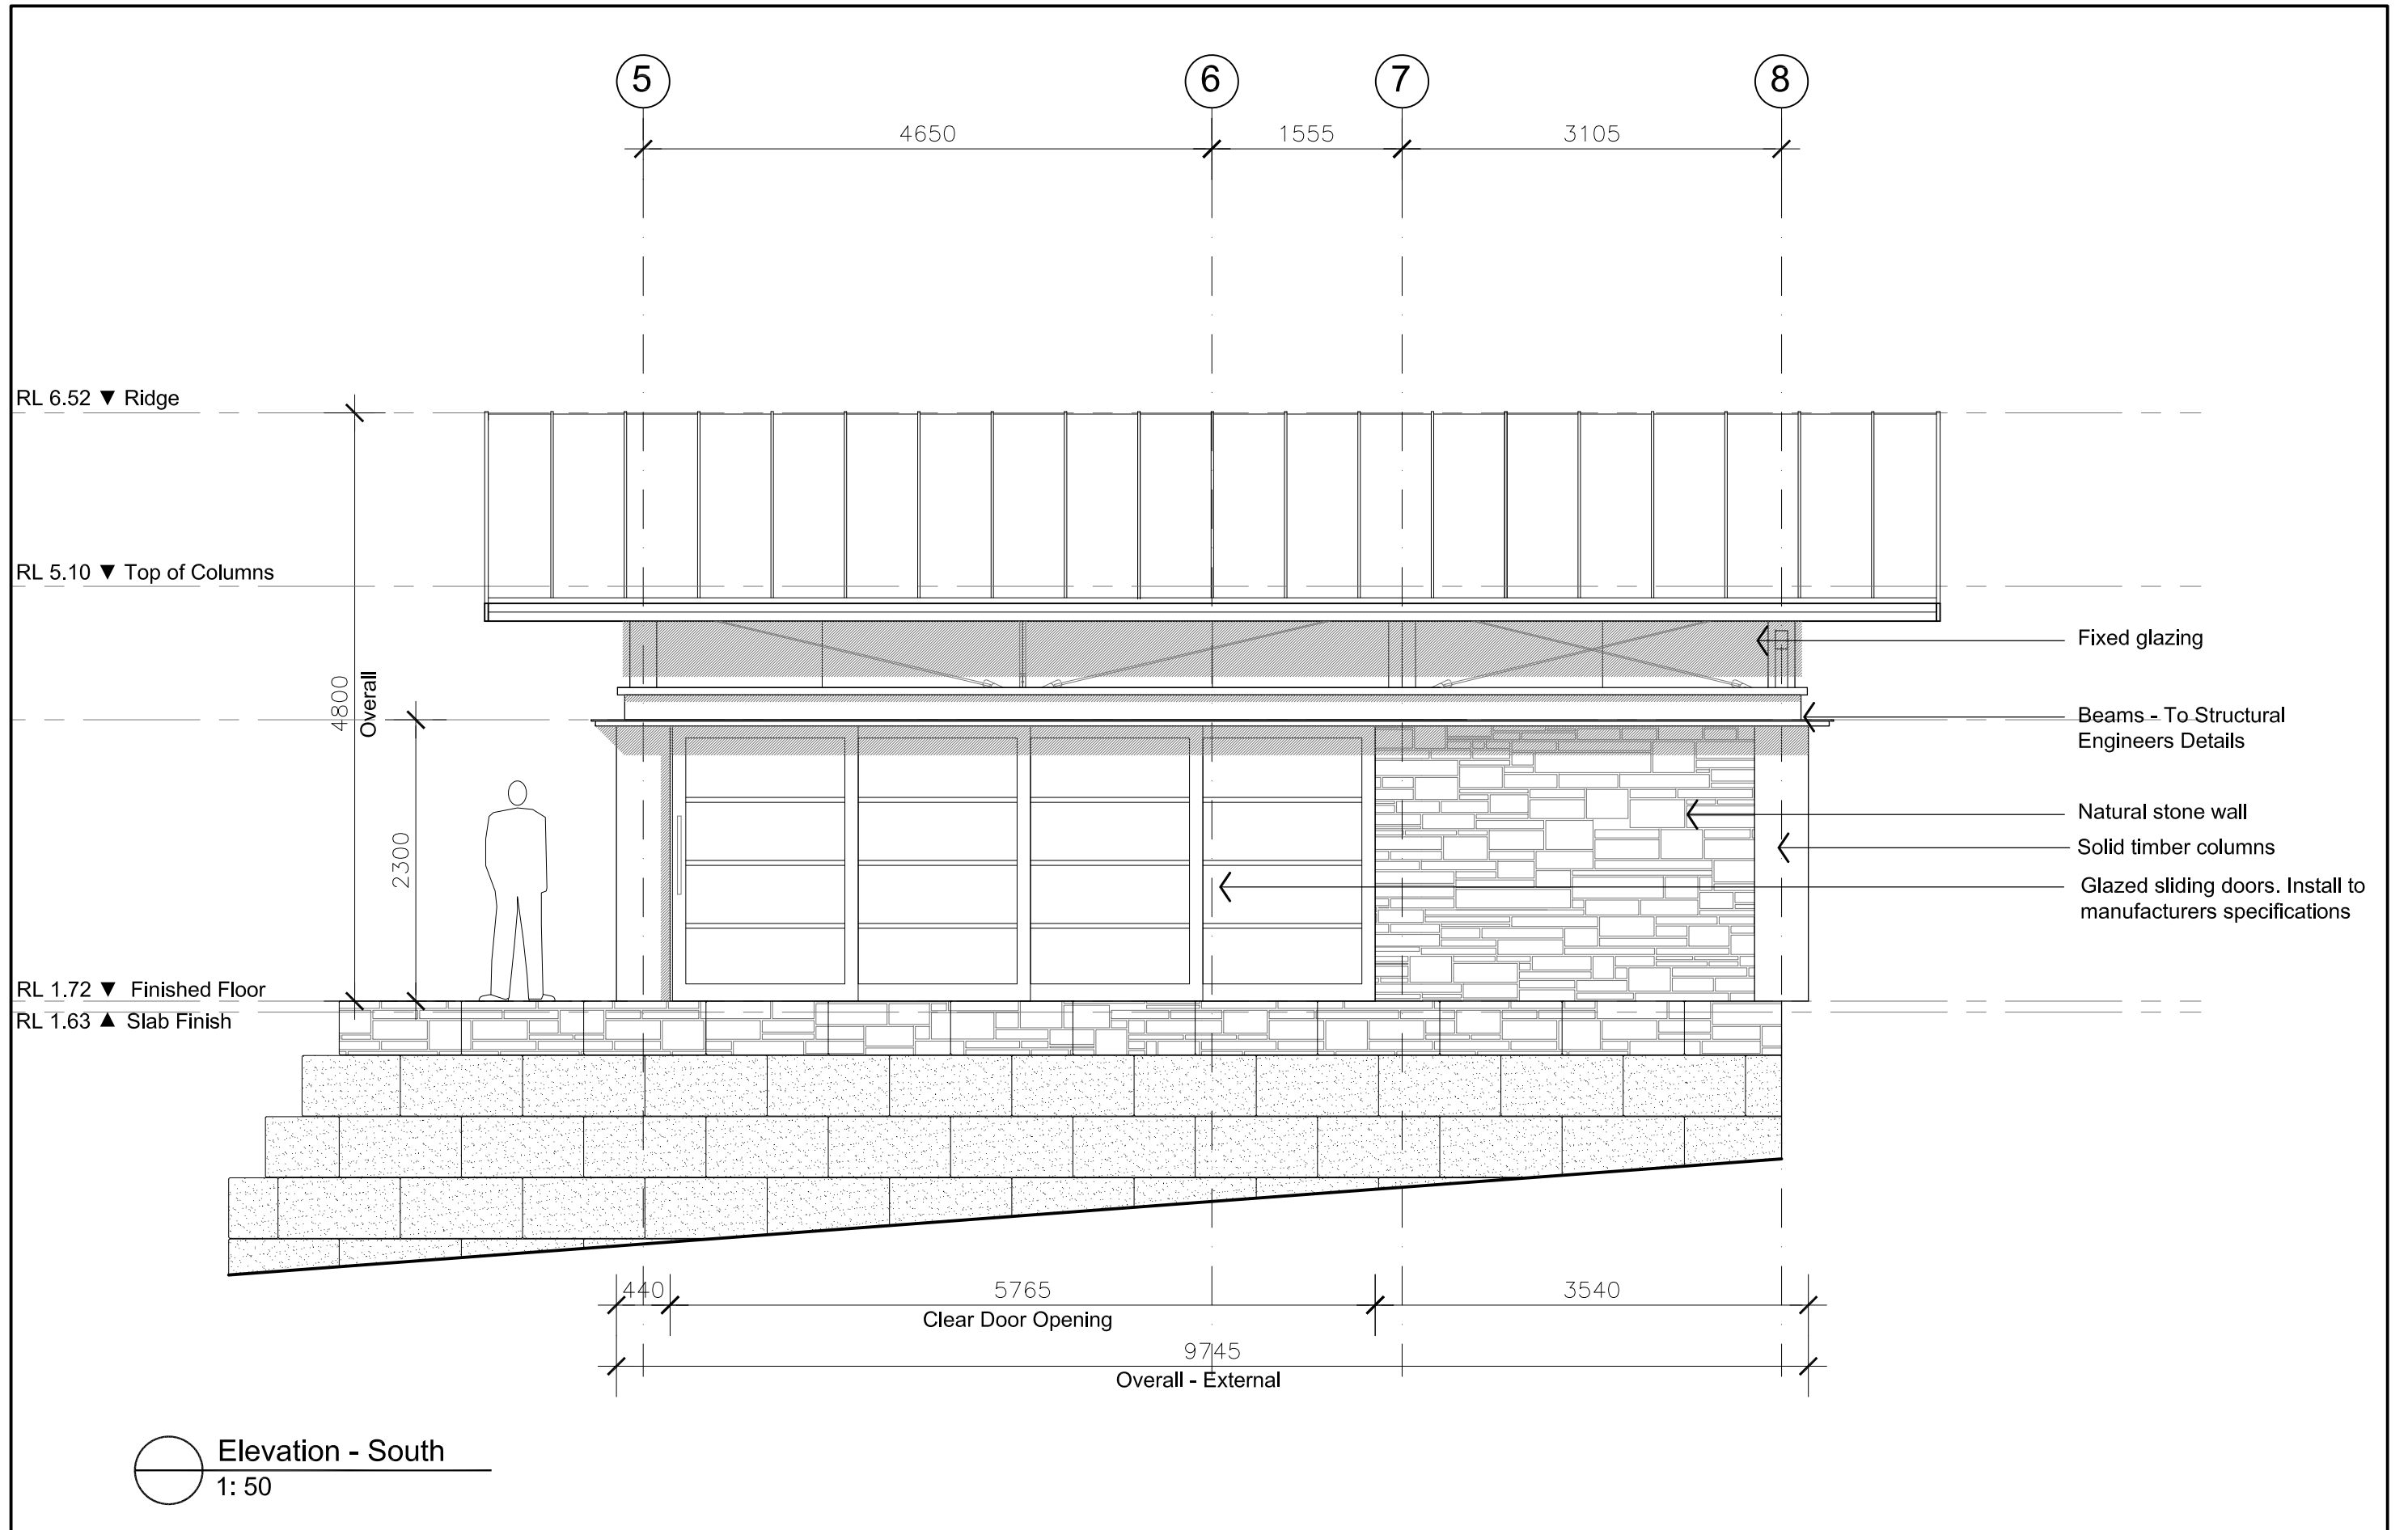 5
6
7
8
4650
1555
3105
RL 6.52 ▼ Ridge
RL 5.10 ▼ Top of Columns
Fixed glazing
4800
Overall
Beams - To Structural
Engineers Details
Natural stone wall
2300
Solid timber columns
Glazed sliding doors. Install to
manufacturers specifications
RL 1.72 ▼ Finished Floor
RL 1.63 ▲ Slab Finish
440
5765
3540
Clear Door Opening
9745
Overall - External
Elevation - South
1: 50